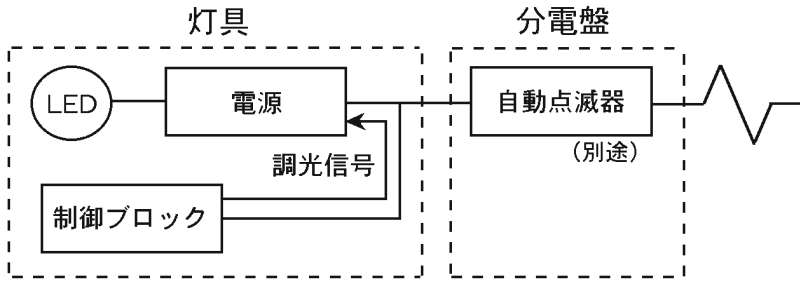 灯具
分電盤
LED
電源
自動点滅器
(別途)
調光信号
制御ブロック